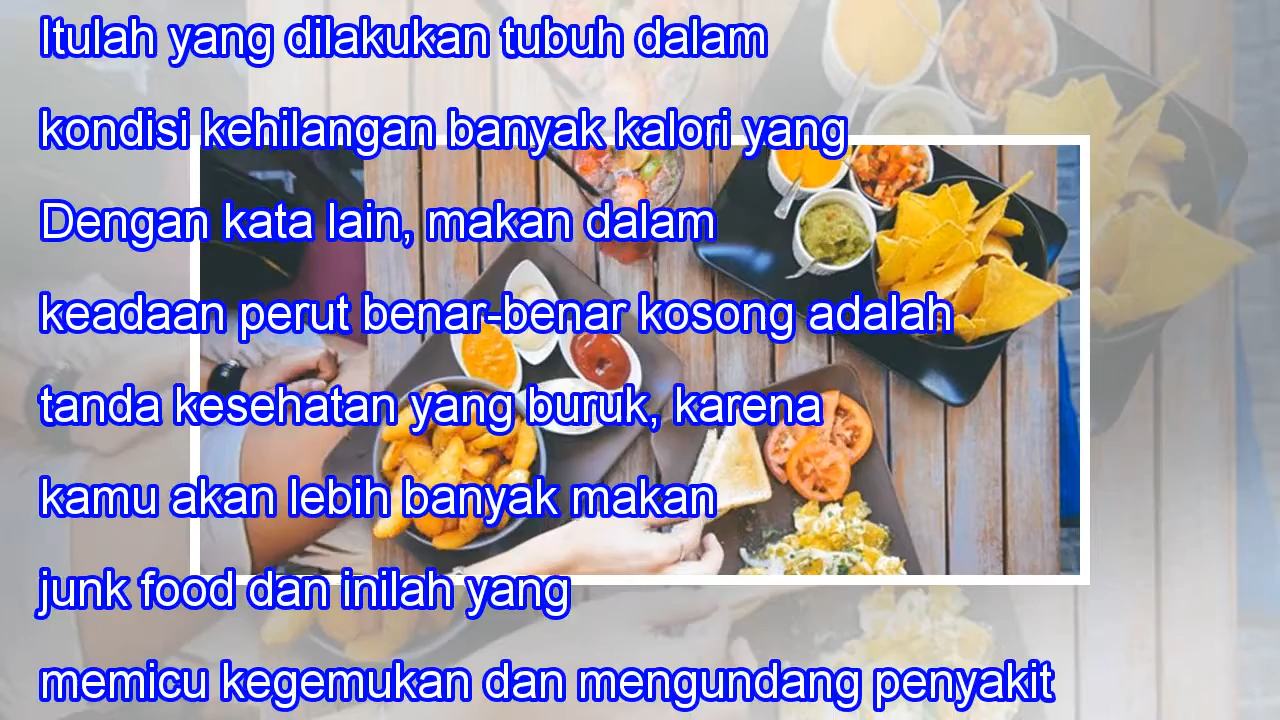 Itulah yang dilakukan tubuh dalam
kondisi kehilangan banyak kalori yang
Dengan kata lain, makan dalam
keadaan perut benar-benar kosong adalah
tanda kesehatan yang buruk, karena
kamu akan lebih banyak makan
junk food dan inilah yang
memicu kegemukan dan mengundang penyakit